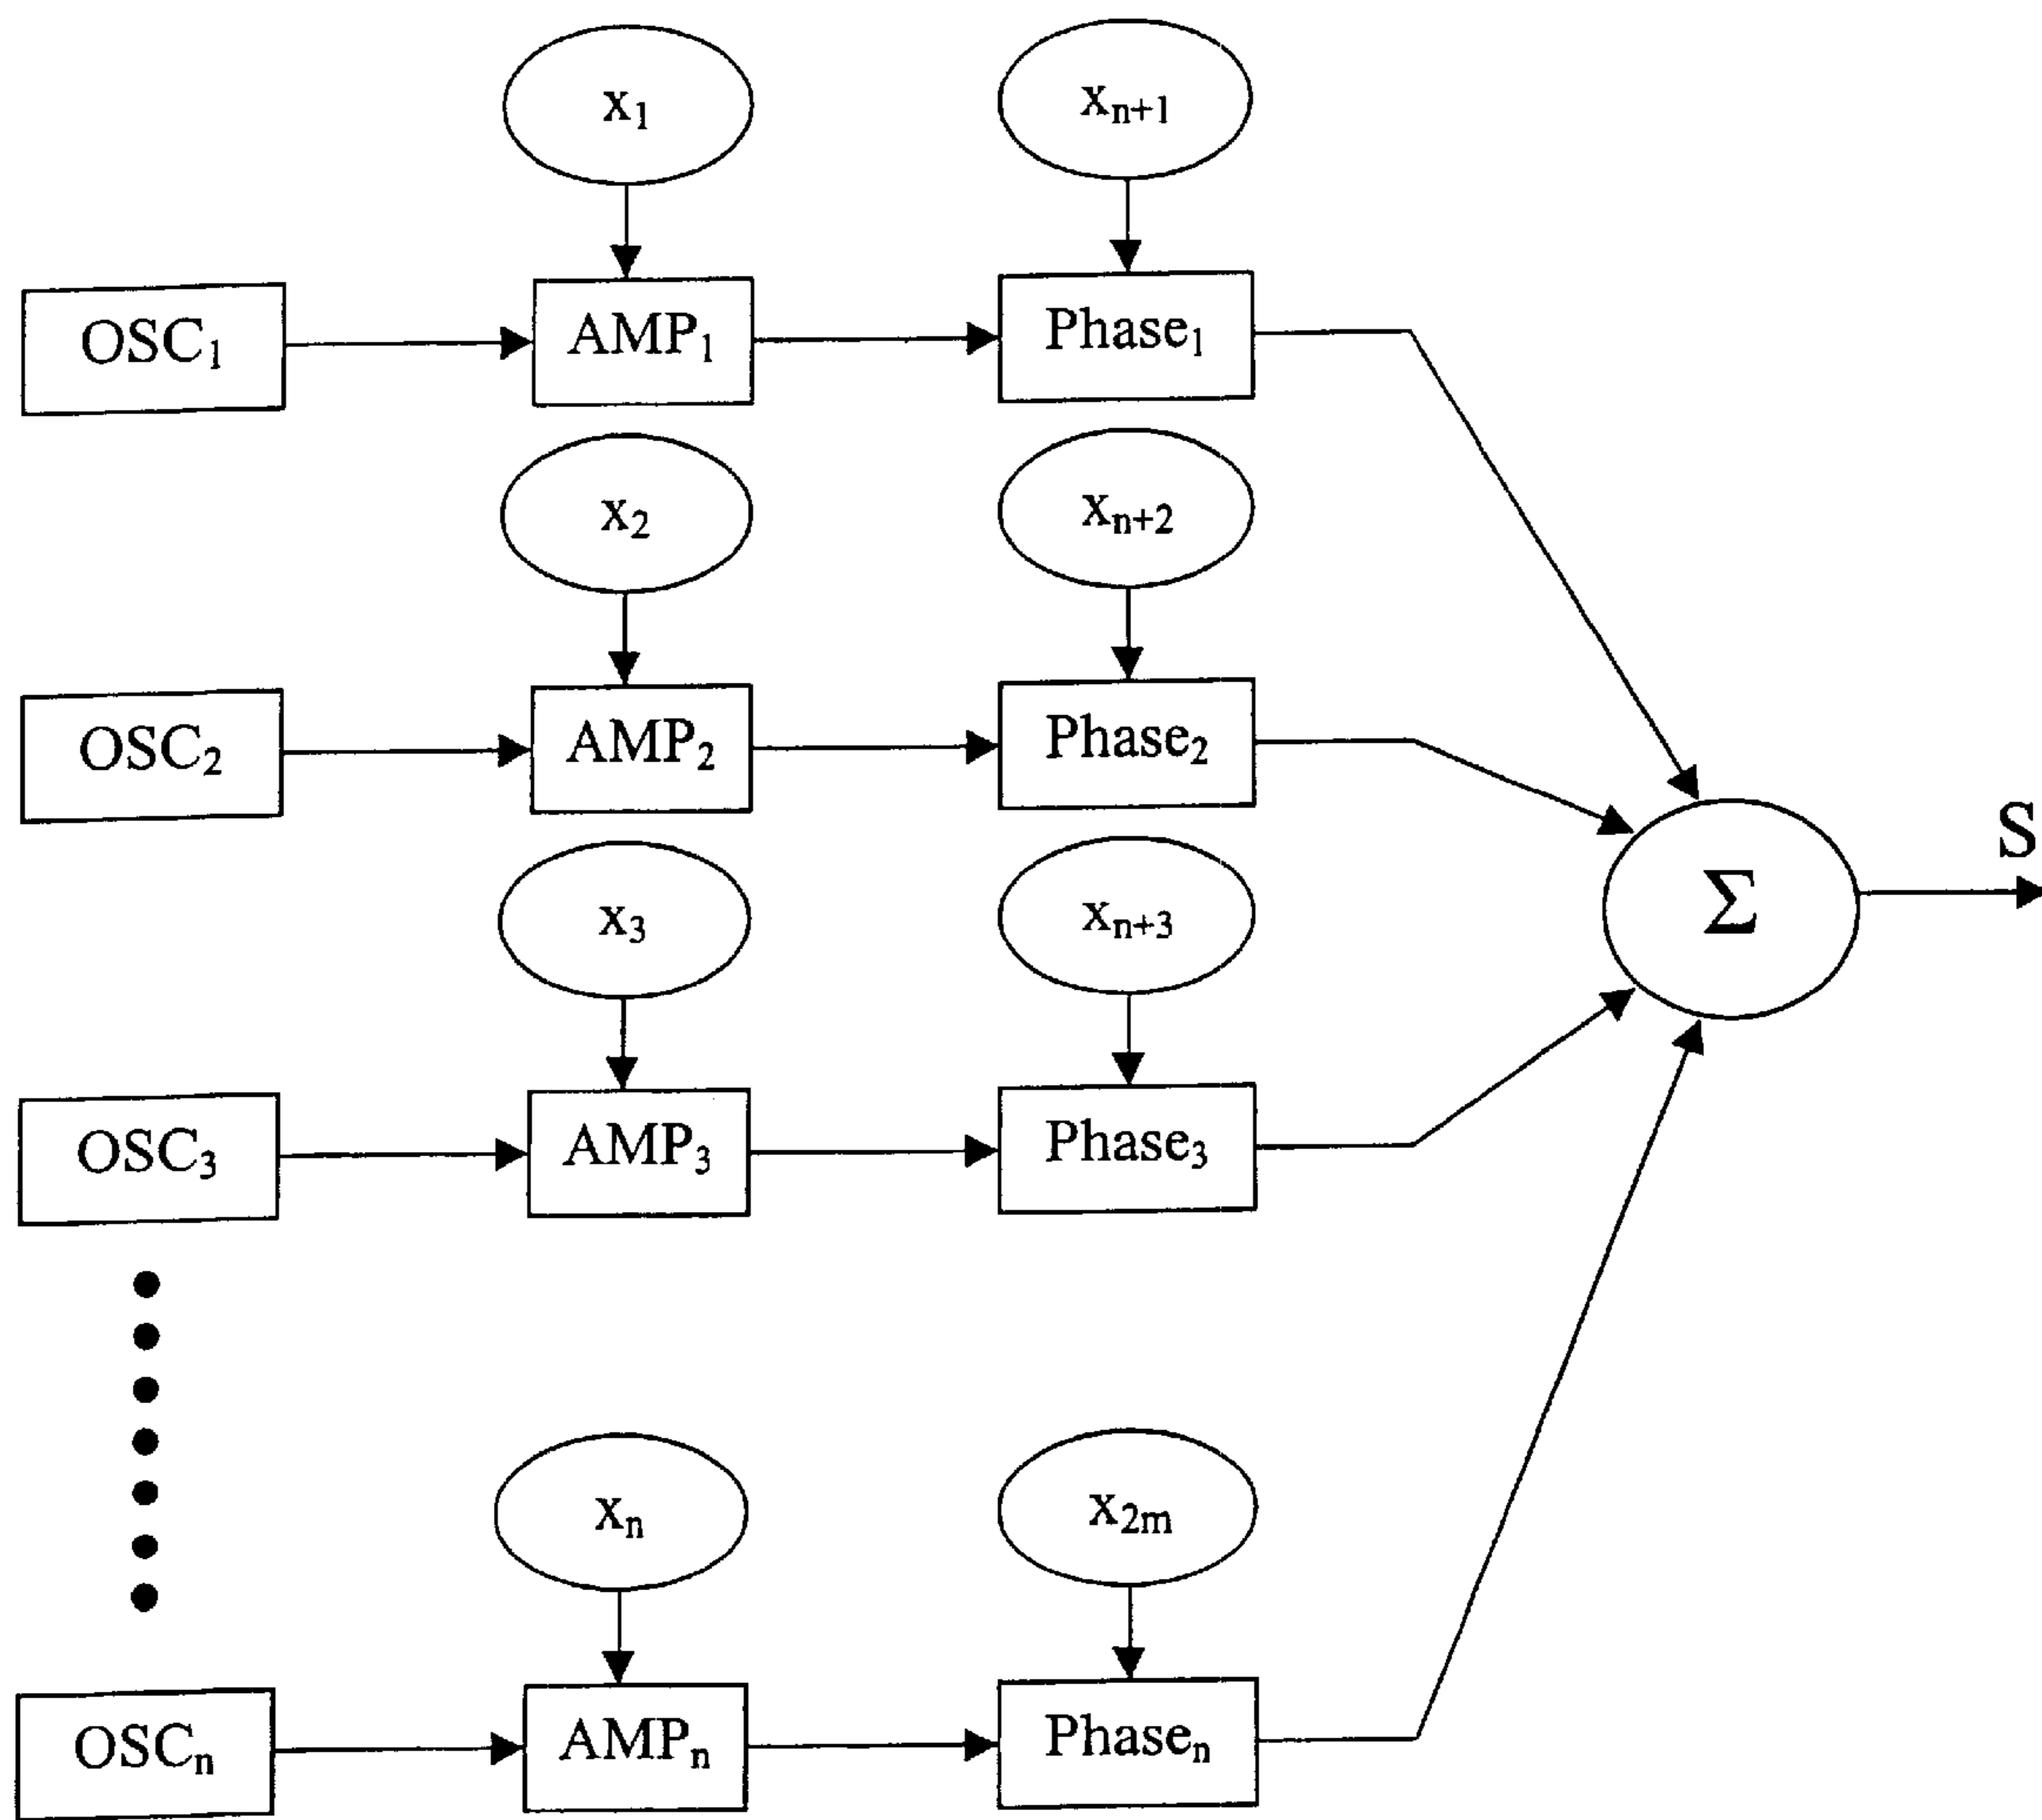 x₁ xₙ₊₁
OSC₁ AMP₁ Phase₁
x₂ xₙ₊₂
OSC₂ AMP₂ Phase₂
S
x₃ xₙ₊₃
Σ
OSC₃ AMP₃ Phase₃
xₙ x₂ₘ
OSCₙ AMPₙ Phaseₙ